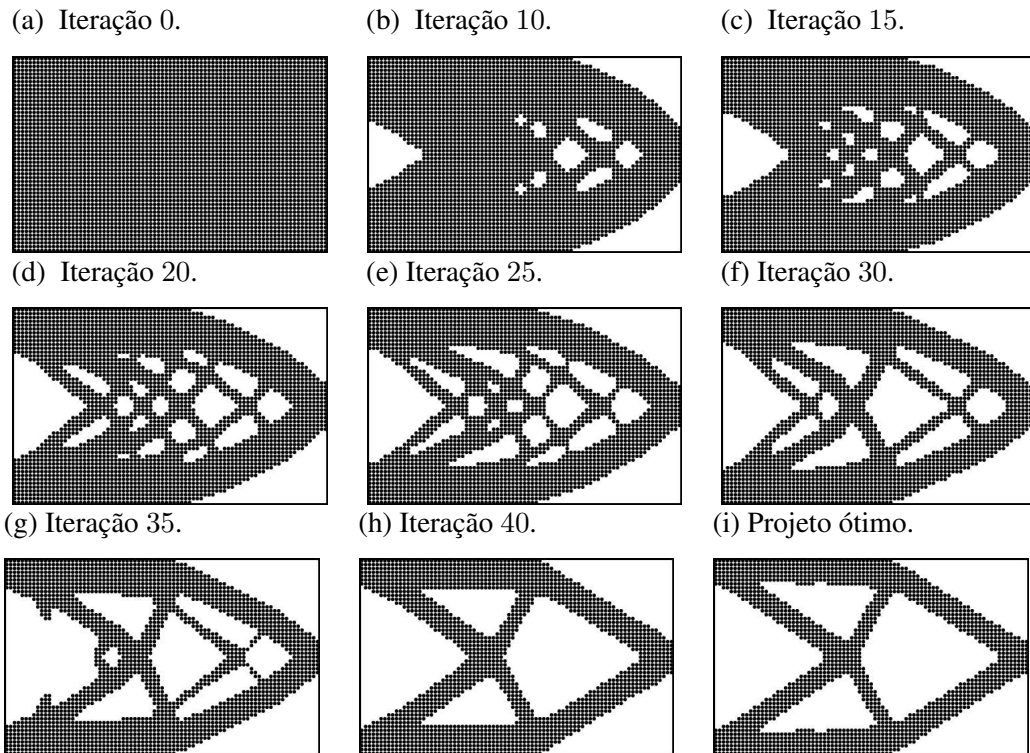 (a) Iteração 0.
(b) Iteração 10.
(c) Iteração 15.
(d) Iteração 20.
(e) Iteração 25.
(f) Iteração 30.
(g) Iteração 35.
(h) Iteração 40.
(i) Projeto ótimo.